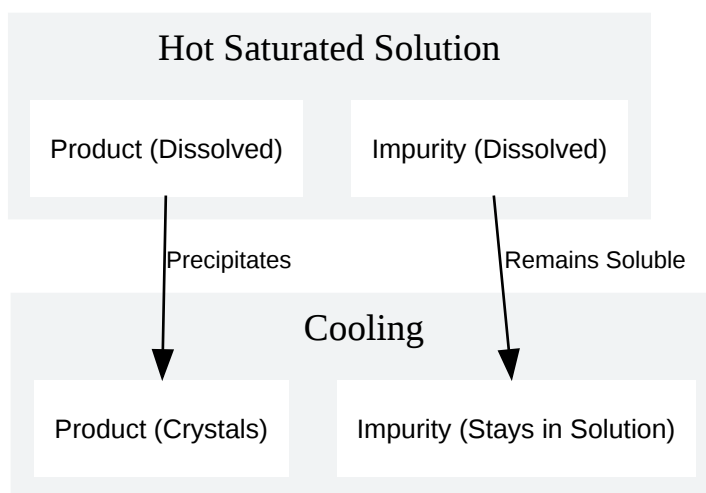 Hot Saturated Solution
Product (Dissolved)
Impurity (Dissolved)
Precipitates
Remains Soluble
Cooling
Product (Crystals)
Impurity (Stays in Solution)